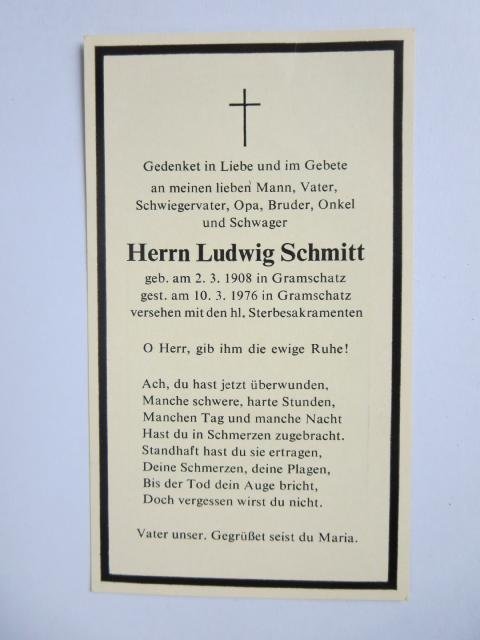 Gedenket in Liebe und im Gebete
an meinen lieben Mann, Vater,
Schwiegervater, Opa, Bruder, Onkel
und Schwager
Herrn Ludwig Schmitt
geb. am 2. 3. 1908 in Gramschatz
gest. am 10. 3. 1976 in Gramschatz
versehen mit den hl. Sterbesakramenten
O Herr, gib ihm die ewige Ruhe!
Ach, du hast jetzt überwunden,
Manche schwere, harte Stunden,
Manchen Tag und manche Nacht
Hast du in Schmerzen zugebracht.
Standhaft hast du sie ertragen,
Deine Schmerzen, deine Plagen,
Bis der Tod dein Auge bricht,
Doch vergessen wirst du nicht.
Vater unser. Gegrüßet seist du Maria.